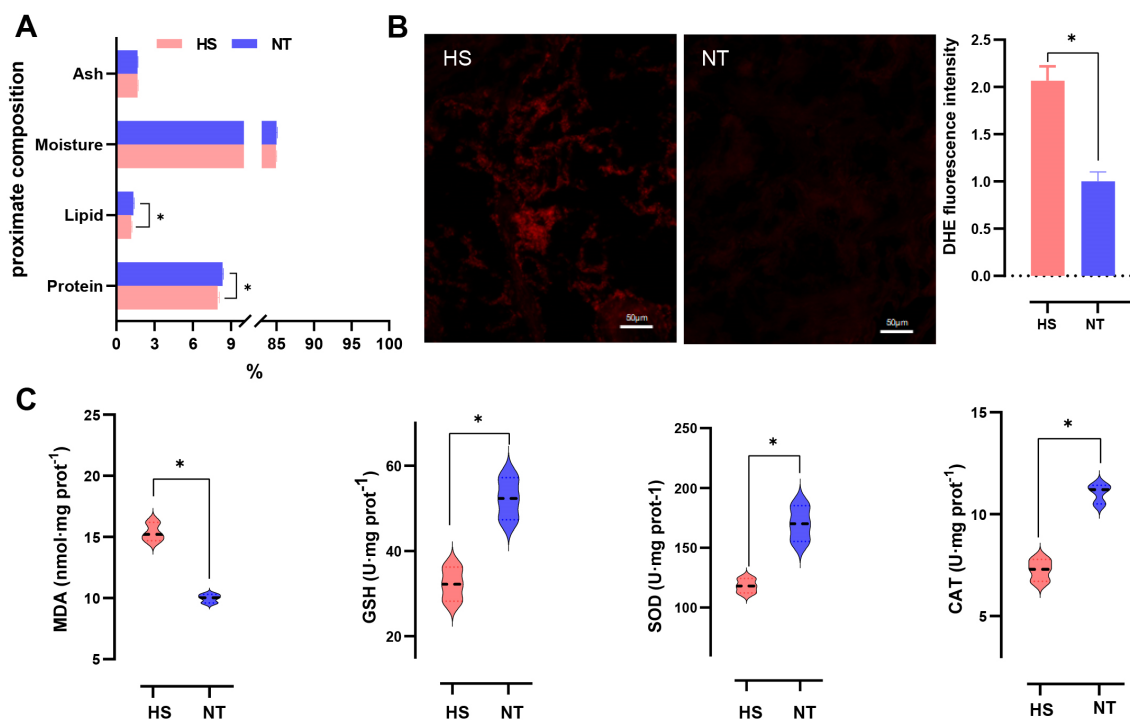 A
HS NT
proximate composition
Ash
Moisture
Lipid
*
Protein
*
0 3 6 9 85 90 95 100
%
B
HS
50µm
NT
50µm
DHE fluorescence intensity
2.5
2.0
1.5
1.0
0.5
0.0
*
HS NT
C
MDA (nmol·mg prot⁻¹)
25
20
15
10
5
*
HS NT
GSH (U·mg prot⁻¹)
60
40
20
*
HS NT
SOD (U·mg prot-1)
250
200
150
100
*
HS NT
CAT (U·mg prot⁻¹)
15
10
5
*
HS NT